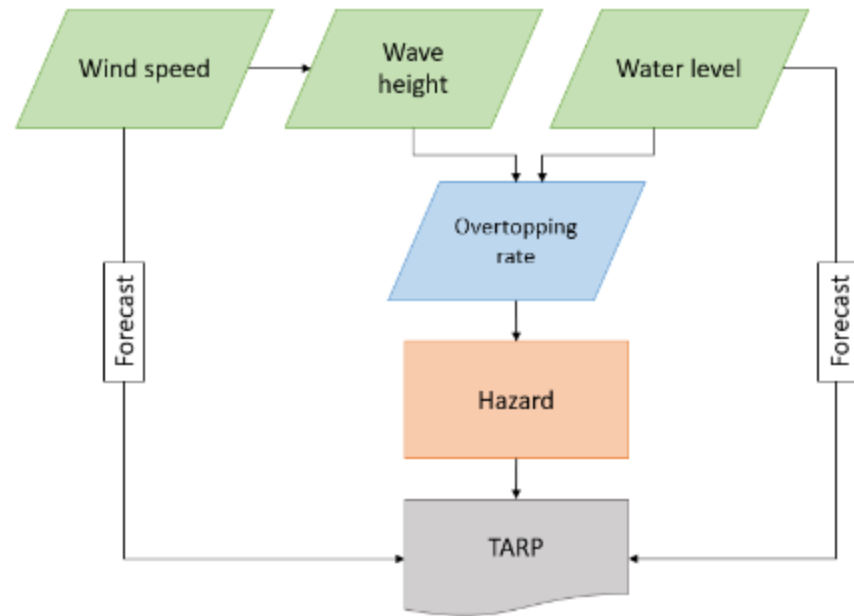 Wind speed
Wave
height
Water level
Overtopping
rate
Forecast
Forecast
Hazard
TARP